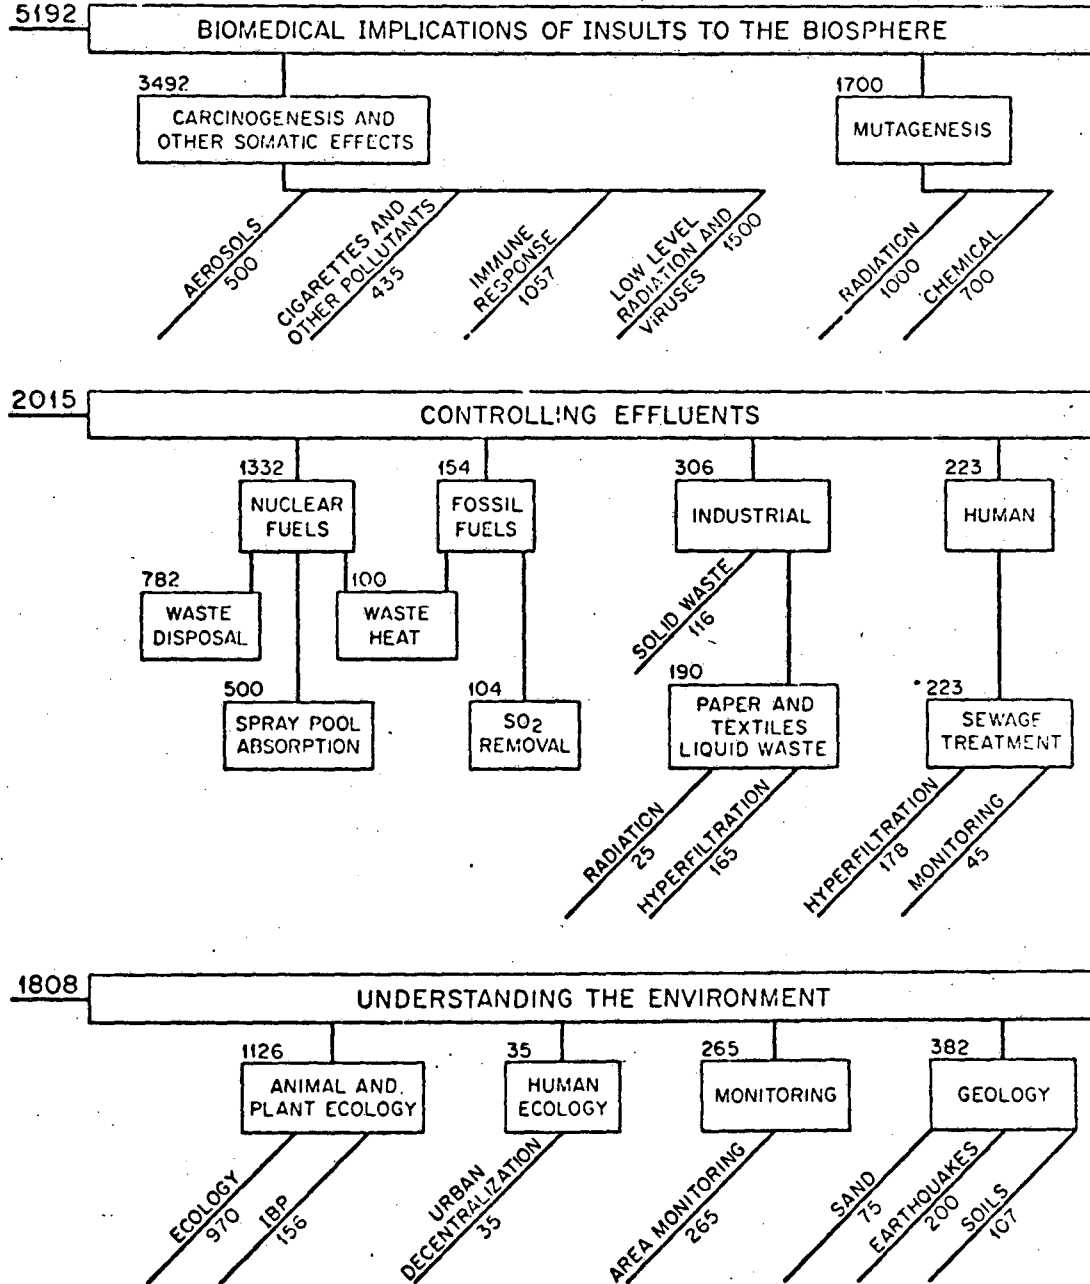 5192
BIOMEDICAL IMPLICATIONS OF INSULTS TO THE BIOSPHERE
3492
CARCINOGENESIS AND
OTHER SOMATIC EFFECTS
1700
MUTAGENESIS
AEROSOLS
500
CIGARETTES AND
OTHER POLLUTANTS
435
IMMUNE
RESPONSE
1057
LOW LEVEL
RADIATION AND
VIRUSES
1500
RADIATION
1000
CHEMICAL
700
2015
CONTROLLING EFFLUENTS
1332
NUCLEAR
FUELS
154
FOSSIL
FUELS
306
INDUSTRIAL
223
HUMAN
782
WASTE
DISPOSAL
100
WASTE
HEAT
SOLID WASTE
116
500
SPRAY POOL
ABSORPTION
104
SO2
REMOVAL
190
PAPER AND
TEXTILES
LIQUID WASTE
223
SEWAGE
TREATMENT
RADIATION
25
HYPERFILTRATION
165
HYPERFILTRATION
178
MONITORING
45
1808
UNDERSTANDING THE ENVIRONMENT
1126
ANIMAL AND
PLANT ECOLOGY
35
HUMAN
ECOLOGY
265
MONITORING
382
GEOLOGY
ECOLOGY
970
IBP
156
URBAN
DECENTRALIZATION
35
AREA MONITORING
265
SAND
75
EARTHQUAKES
200
SOILS
107